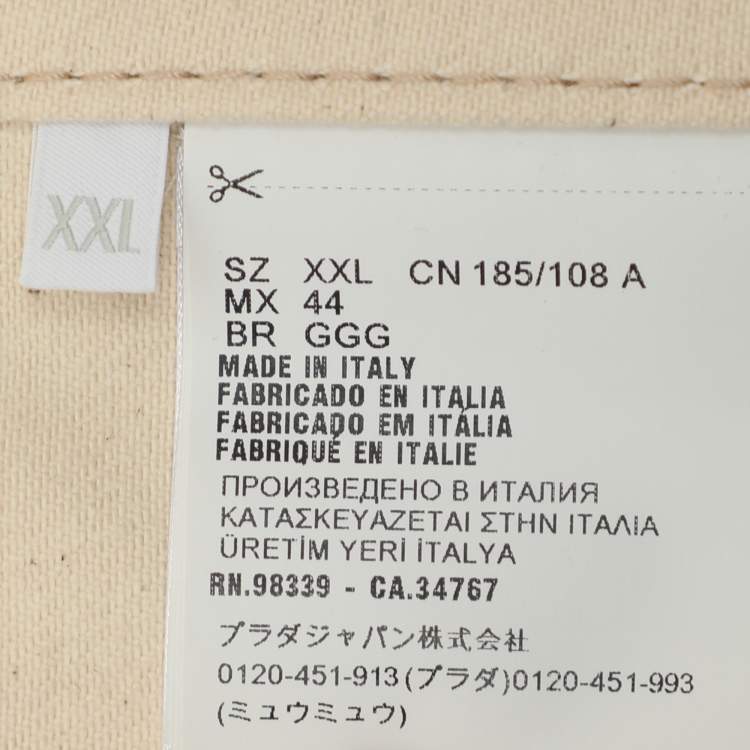 XXL
SZ XXL CN 185/108 A
MX 44
BR GGG
MADE IN ITALY
FABRICADO EN ITALIA
FABRICADO EM ITÁLIA
FABRIQUÉ EN ITALIE
ПРОИЗВЕДЕНО В ИТАЛИЯ
ΚΑΤΑΣΚΕΥΑΖΕΤΑΙ ΣΤΗΝ ΙΤΑΛΙΑ
ÜRETİM YERİ İTALYA
RN.98339 - CA.34767
プラダジャパン株式会社
0120-451-913(プラダ)0120-451-993
(ミュウミュウ)